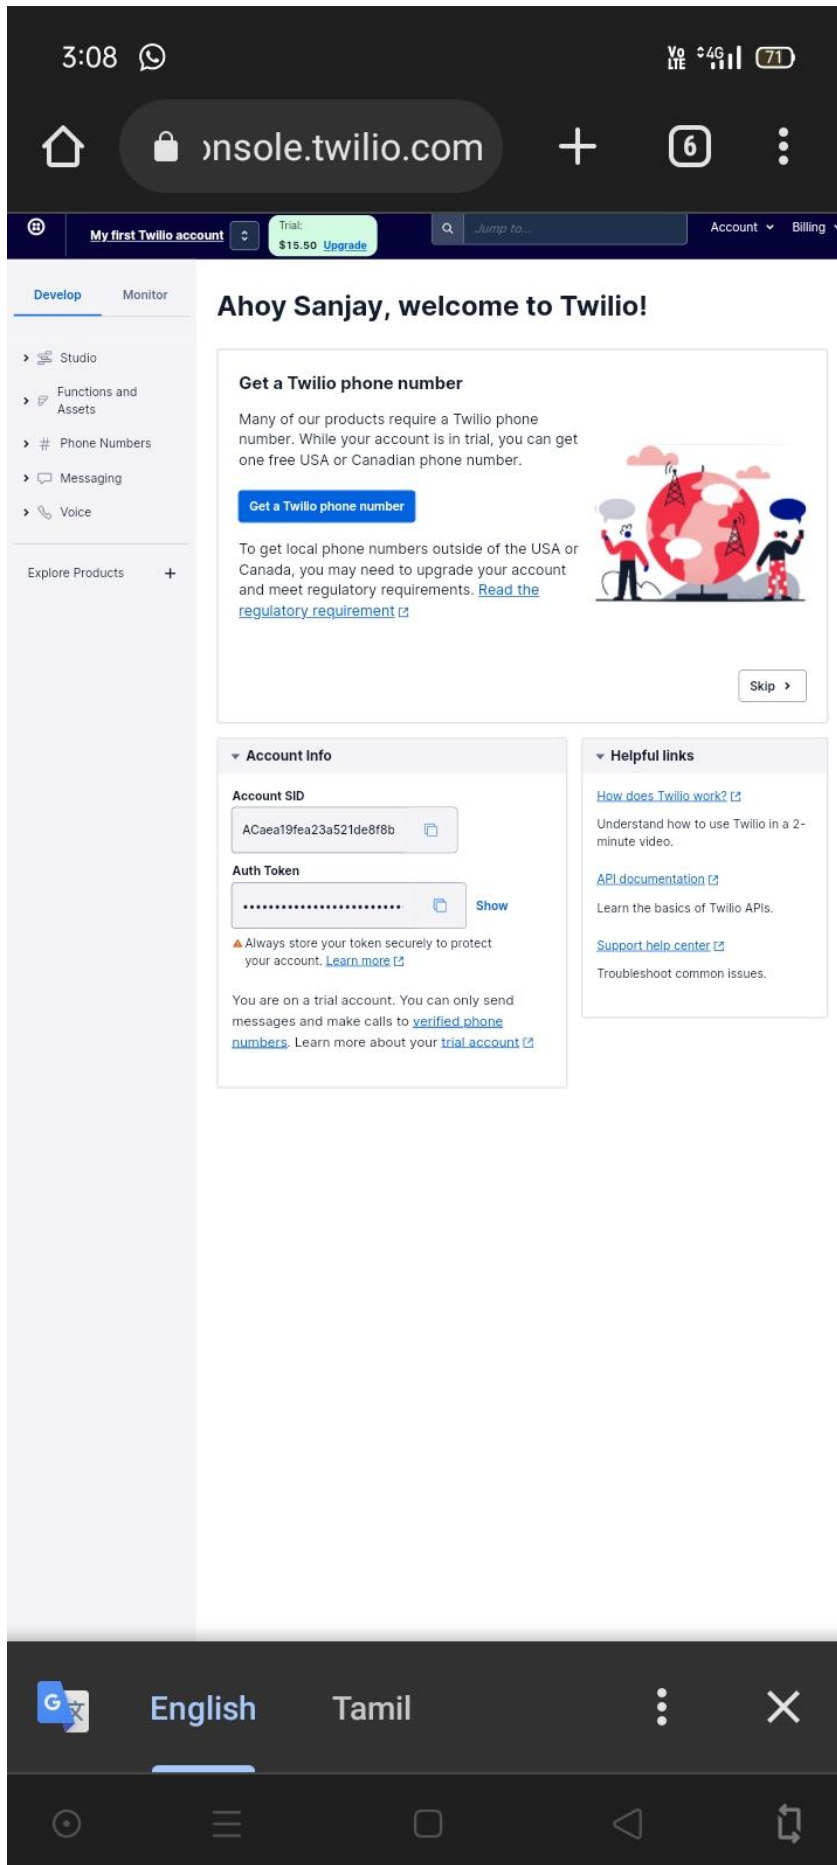 3:08
Vo LTE 4G 71
onsole.twilio.com
6
My first Twilio account
Trial:
$15.50 Upgrade
Jump to...
Account
Billing
Develop Monitor
Studio
Functions and
Assets
Phone Numbers
Messaging
Voice
Explore Products +
Ahoy Sanjay, welcome to Twilio!
Get a Twilio phone number
Many of our products require a Twilio phone
number. While your account is in trial, you can get
one free USA or Canadian phone number.
Get a Twilio phone number
To get local phone numbers outside of the USA or
Canada, you may need to upgrade your account
and meet regulatory requirements. Read the
regulatory requirement
Skip
Account Info
Account SID
ACaea19fea23a521de8f8b
Auth Token
••••••••••••••••••••••••• Show
Always store your token securely to protect
your account. Learn more
You are on a trial account. You can only send
messages and make calls to verified phone
numbers. Learn more about your trial account
Helpful links
How does Twilio work?
Understand how to use Twilio in a 2-
minute video.
API documentation
Learn the basics of Twilio APIs.
Support help center
Troubleshoot common issues.
G 文
English Tamil